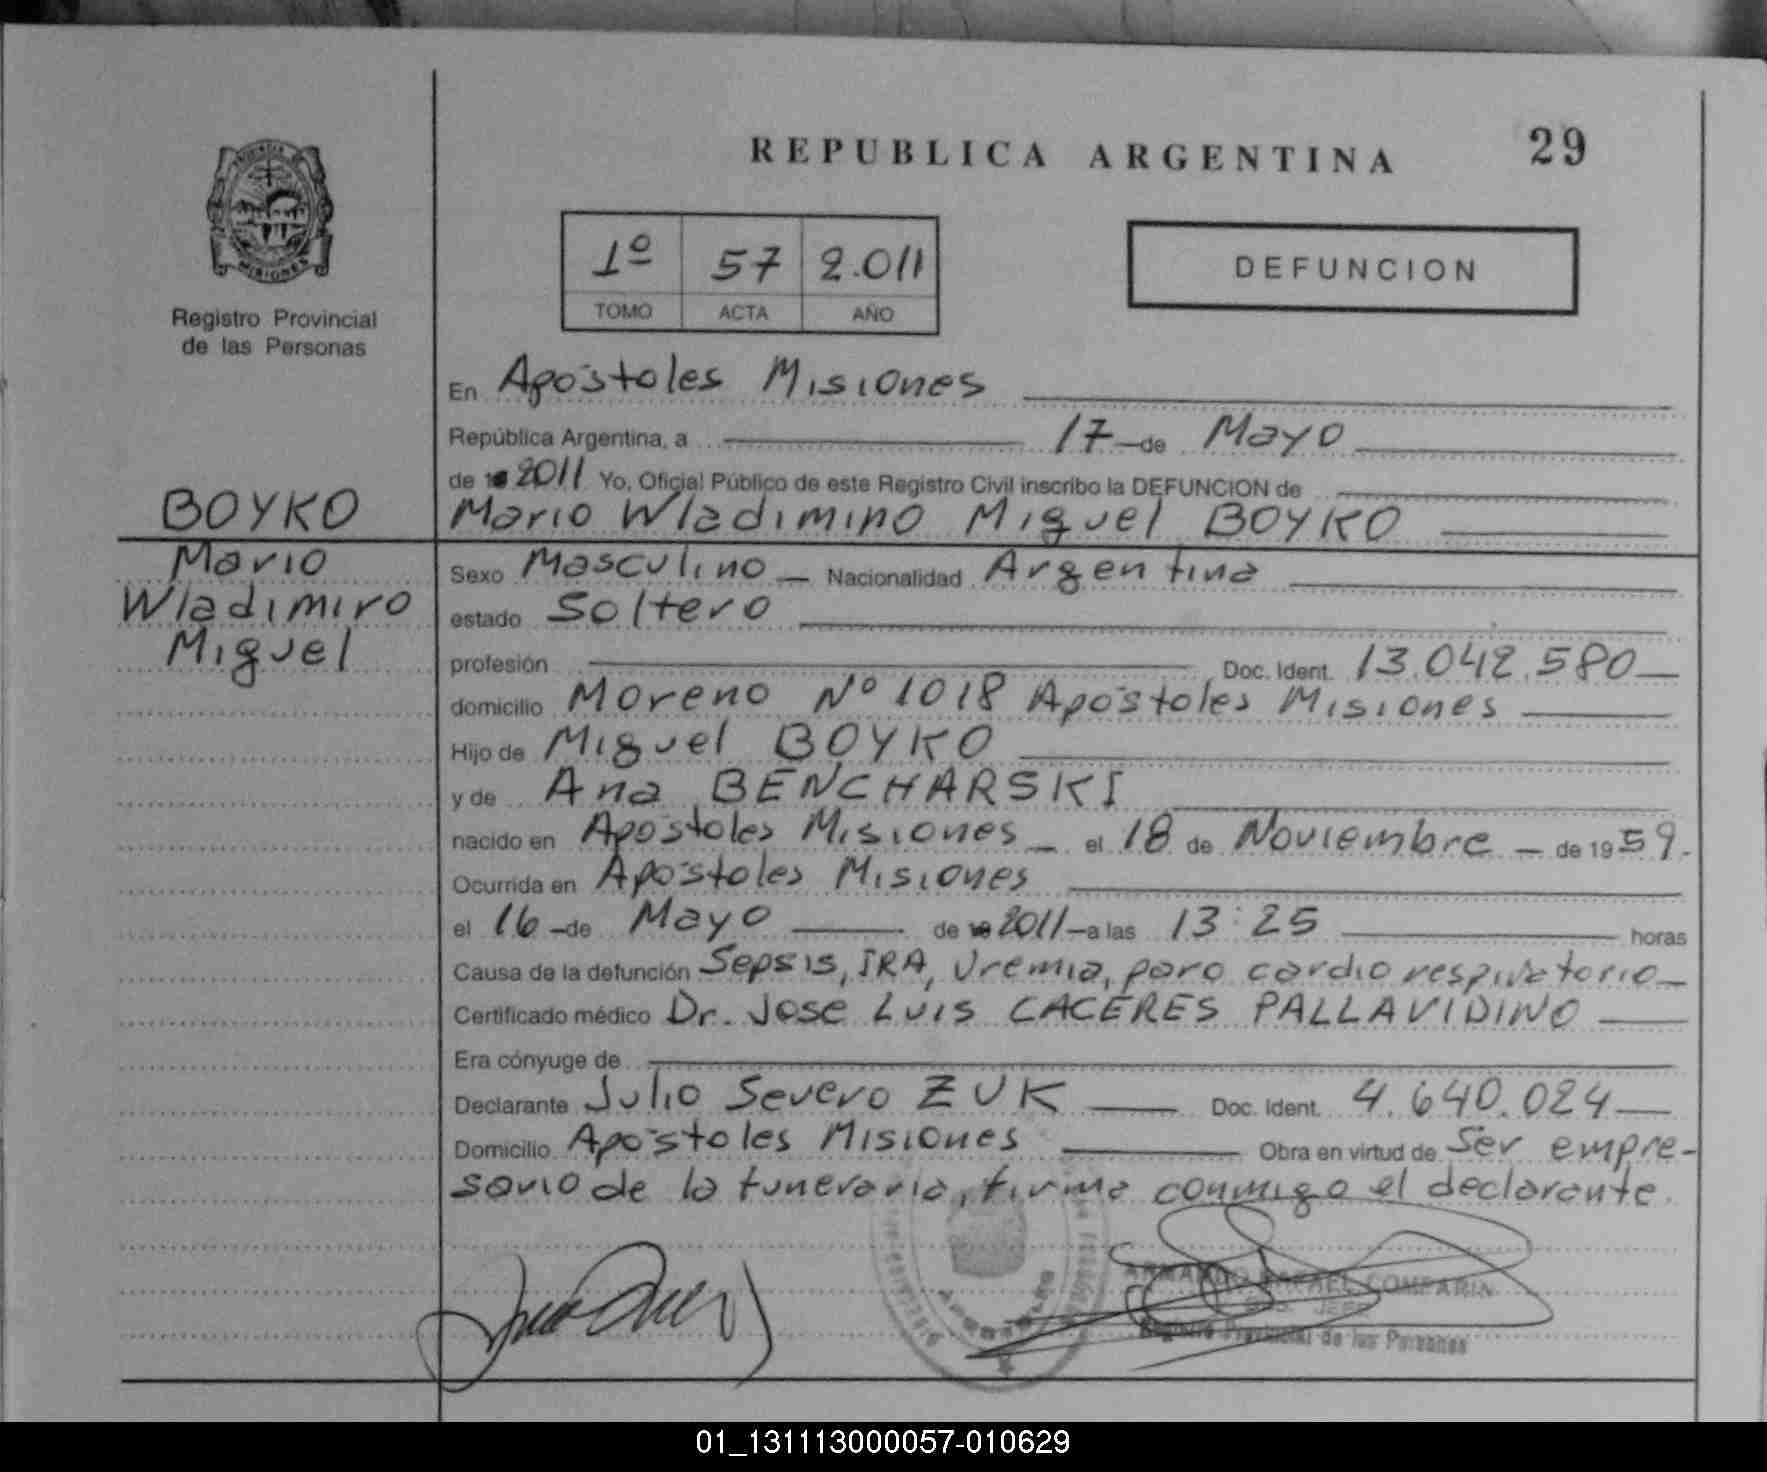 REPUBLICA ARGENTINA 29
MISIONES
Registro Provincial
de las Personas
1º 57 2.011
TOMO ACTA AÑO
DEFUNCION
En Apóstoles Misiones
República Argentina, a 17 de Mayo
de 2011 Yo, Oficial Público de este Registro Civil inscribo la DEFUNCION de
BOYKO
Mario Wladimino Miguel BOYKO
Mario
Wladimiro
Miguel
Sexo Masculino Nacionalidad Argentina
estado Soltero
profesión Doc. Ident. 13.042.580
domicilio Moreno Nº 1018 Apóstoles Misiones
Hijo de Miguel BOYKO
y de Ana BENCHARSKI
nacido en Apóstoles Misiones el 18 de Noviembre de 1959.
Ocurrida en Apóstoles Misiones
el 16 de Mayo de 2011 a las 13:25 horas
Causa de la defunción Sepsis, IRA, Uremia, paro cardio respiratorio
Certificado médico Dr. Jose Luis CACERES PALLAVIDINO
Era cónyuge de
Declarante Julio Severo ZUK Doc. Ident. 4.640.024
Domicilio Apóstoles Misiones Obra en virtud de Ser empre-
sario de la funeraria, firma conmigo el declarante.
ARMANDO RAFAEL COMPARIN
JEFE
Registro Provincial de las Personas
APOSTOLES
01_131113000057-010629